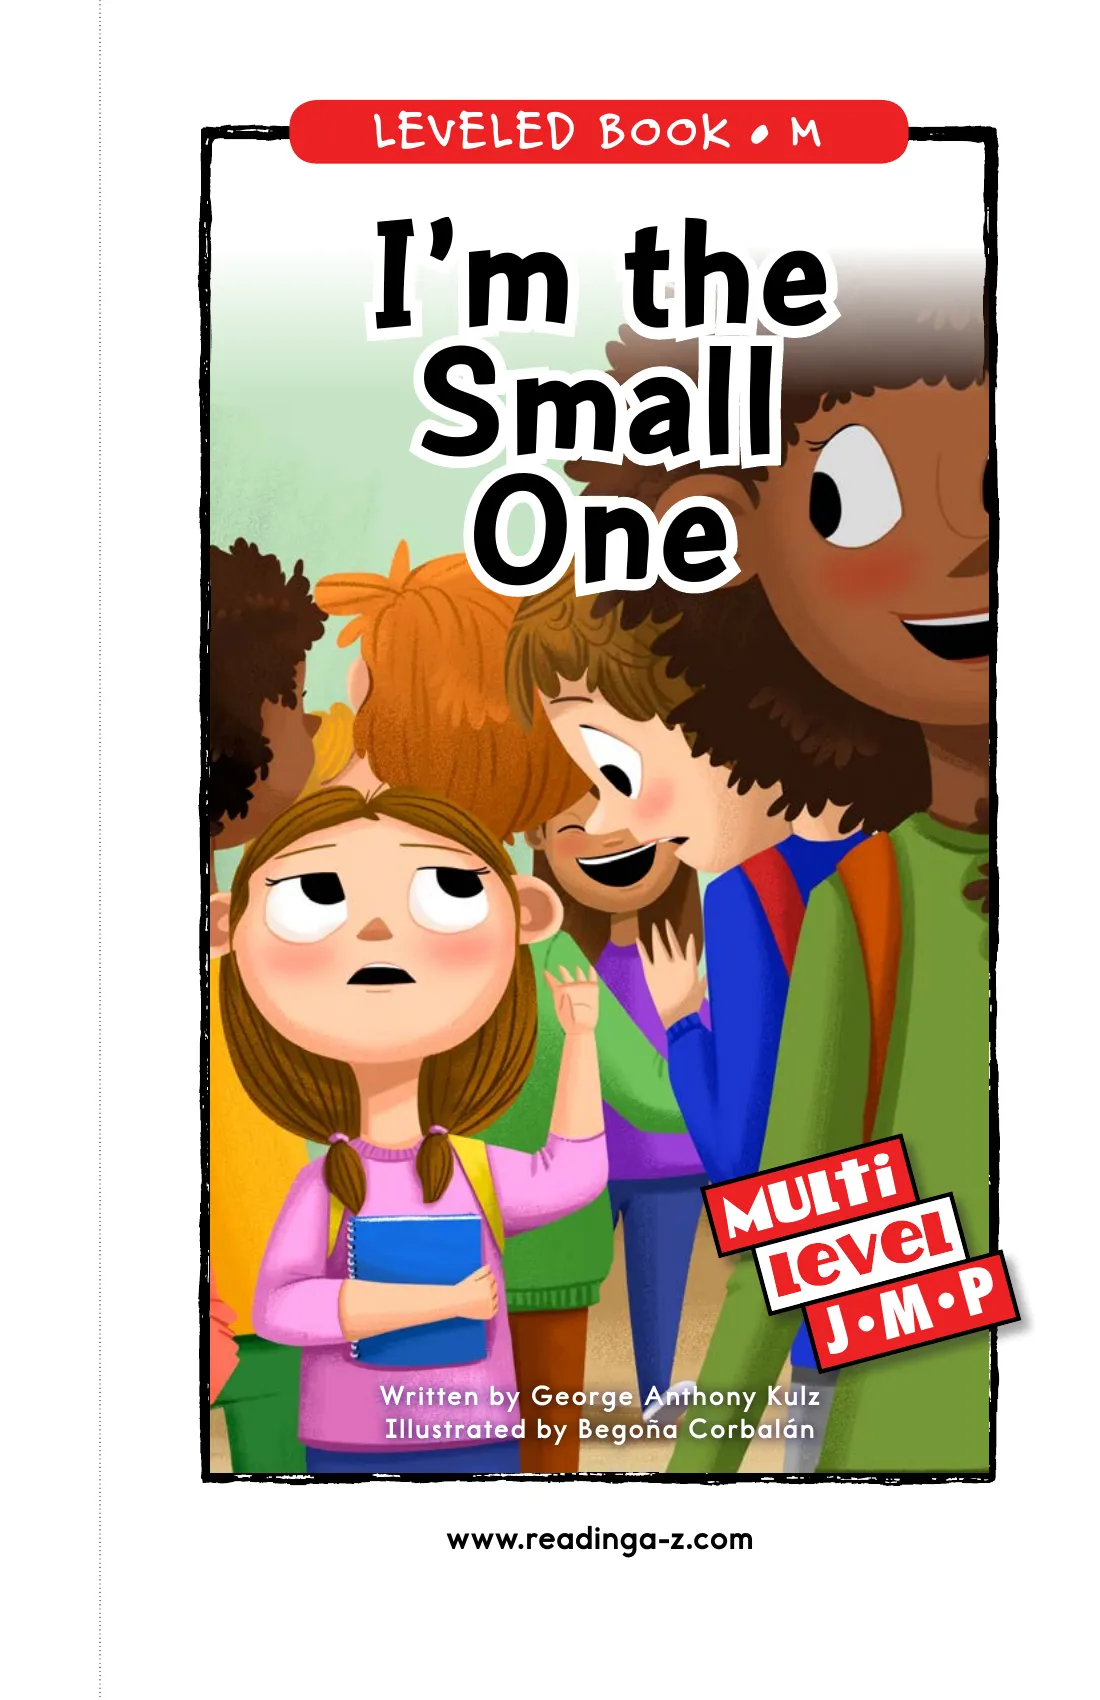 LEVELED BOOK • M
I'm the
Small
One
MULTI
LEVEL
J•M•P
Written by George Anthony Kulz
Illustrated by Begoña Corbalán
www.readinga-z.com